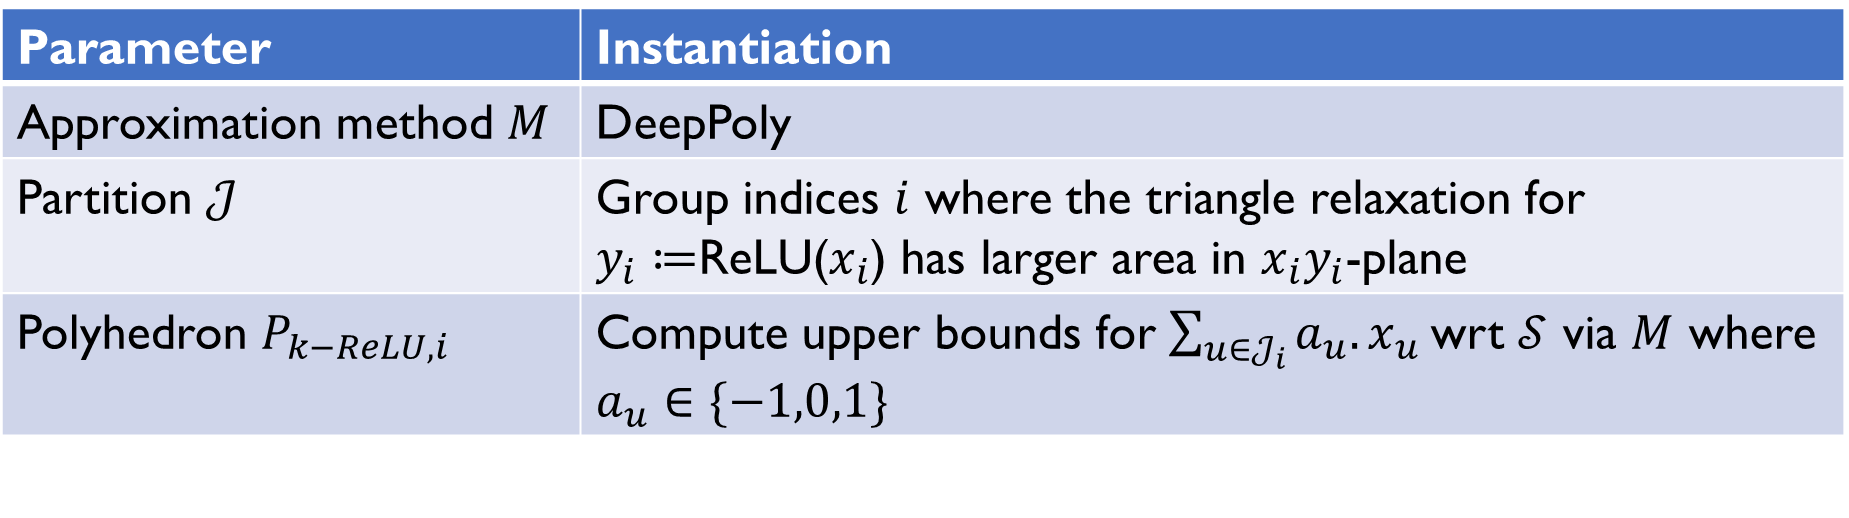 Parameter
Instantiation
Approximation method 𝑀
DeepPoly
Partition 𝒥
Group indices 𝑖 where the triangle relaxation for
𝑦ᵢ ≔ReLU(𝑥ᵢ) has larger area in 𝑥ᵢ𝑦ᵢ-plane
Polyhedron 𝑃_{𝑘−𝑅𝑒𝐿𝑈,𝑖}
Compute upper bounds for ∑_{𝑢∈𝒥ᵢ} 𝑎ᵤ.𝑥ᵤ wrt 𝒮 via 𝑀 where
𝑎ᵤ ∈ {−1,0,1}